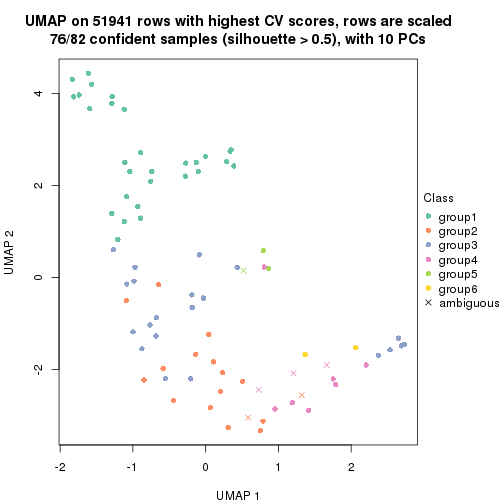 UMAP on 51941 rows with highest CV scores, rows are scaled
76/82 confident samples (silhouette > 0.5), with 10 PCs
4
2
0
-2
UMAP 2
-2
-1
0
1
2
UMAP 1
Class
group1
group2
group3
group4
group5
group6
ambiguous